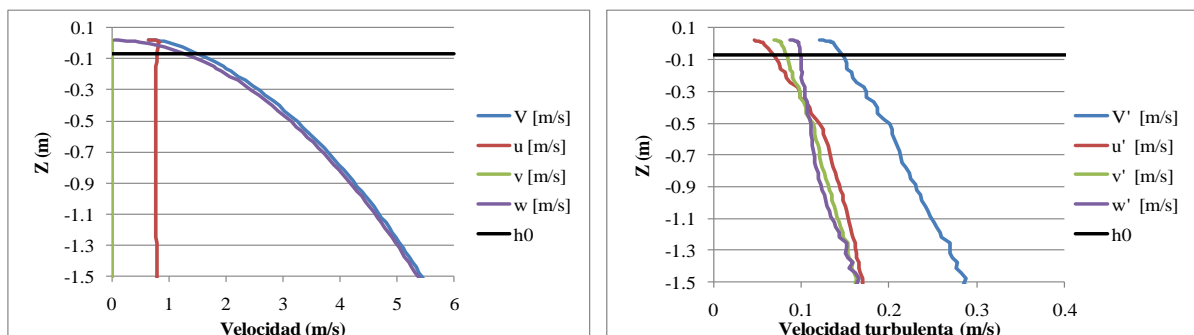 0.1
-0.1
-0.3
-0.5
-0.7
-0.9
-1.1
-1.3
-1.5
Z (m)
0 1 2 3 4 5 6
Velocidad (m/s)
V [m/s]
u [m/s]
v [m/s]
w [m/s]
h0
0.1
-0.1
-0.3
-0.5
-0.7
-0.9
-1.1
-1.3
-1.5
Z (m)
0 0.1 0.2 0.3 0.4
Velocidad turbulenta (m/s)
V' [m/s]
u' [m/s]
v' [m/s]
w' [m/s]
h0